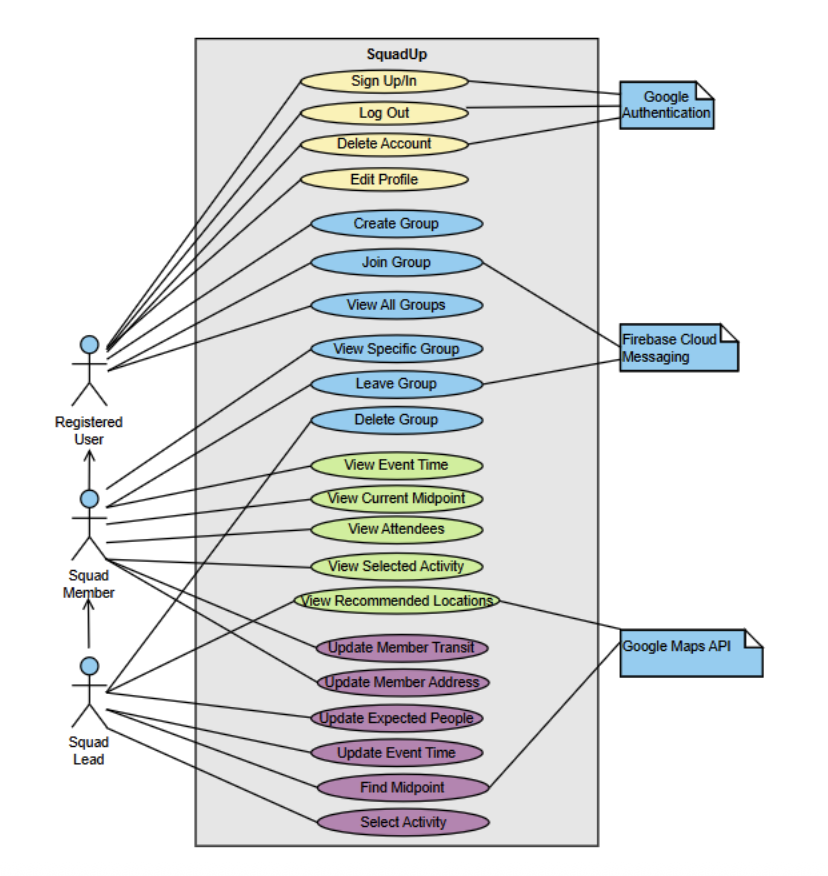 SquadUp
Sign Up/In
Log Out
Delete Account
Edit Profile
Create Group
Join Group
View All Groups
View Specific Group
Leave Group
Delete Group
View Event Time
View Current Midpoint
View Attendees
View Selected Activity
View Recommended Locations
Update Member Transit
Update Member Address
Update Expected People
Update Event Time
Find Midpoint
Select Activity
Registered
User
Squad
Member
Squad
Lead
Google
Authentication
Firebase Cloud
Messaging
Google Maps API